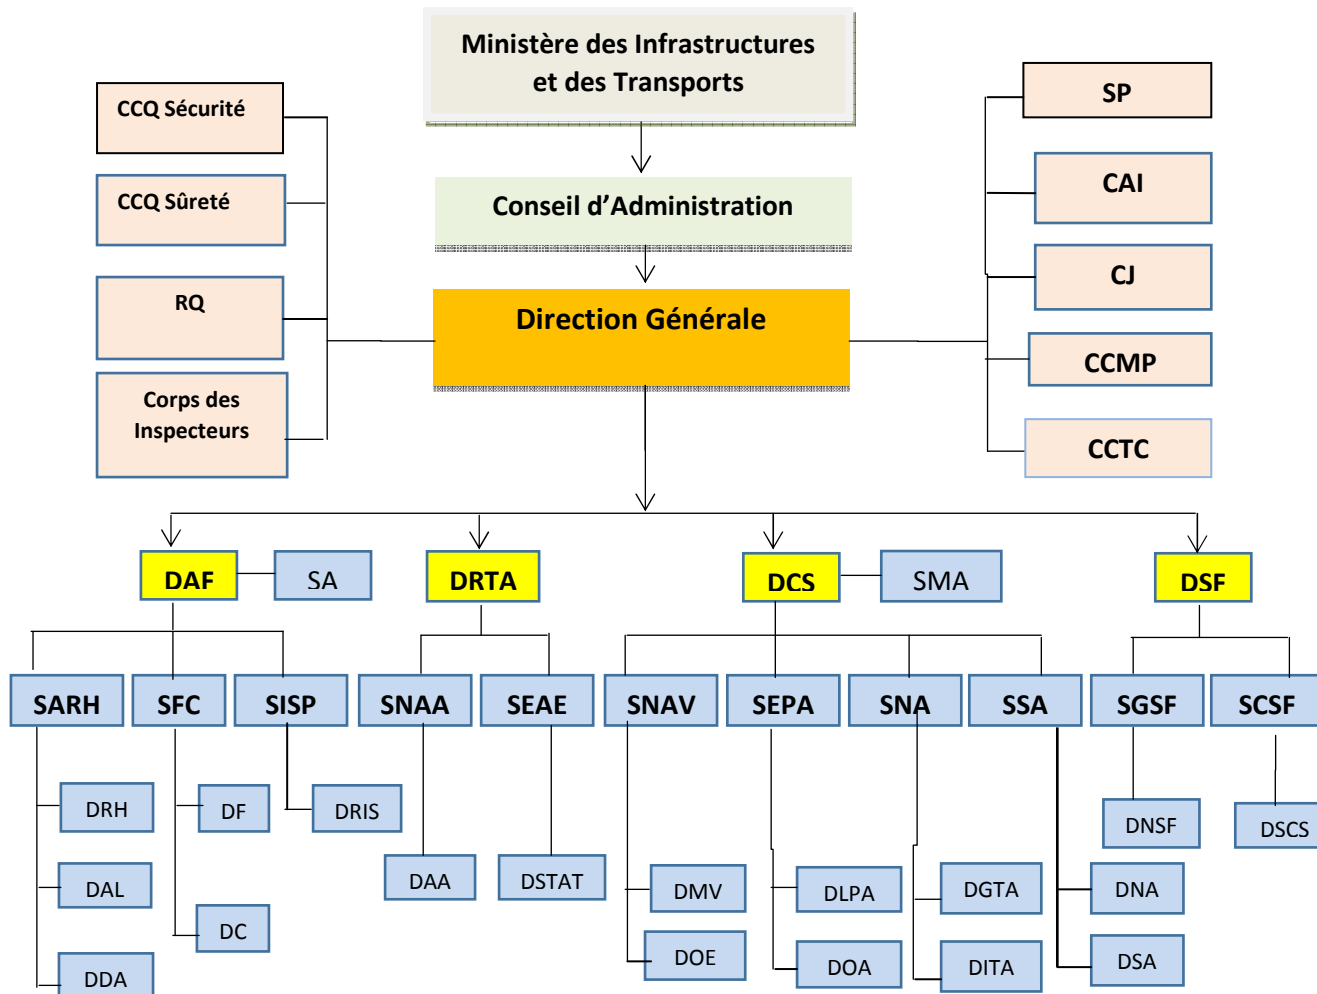 Ministère des Infrastructures
et des Transports
CCQ Sécurité
SP
CCQ Sûreté
Conseil d’Administration
CAI
RQ
Direction Générale
CJ
CCMP
Corps des
Inspecteurs
CCTC
DAF
SA
DRTA
DCS
SMA
DSF
SARH
SFC
SISP
SNAA
SEAE
SNAV
SEPA
SNA
SSA
SGSF
SCSF
DRH
DF
DRIS
DNSF
DSCS
DAL
DAA
DSTAT
DMV
DLPA
DGTA
DNA
DC
DOE
DOA
DITA
DSA
DDA